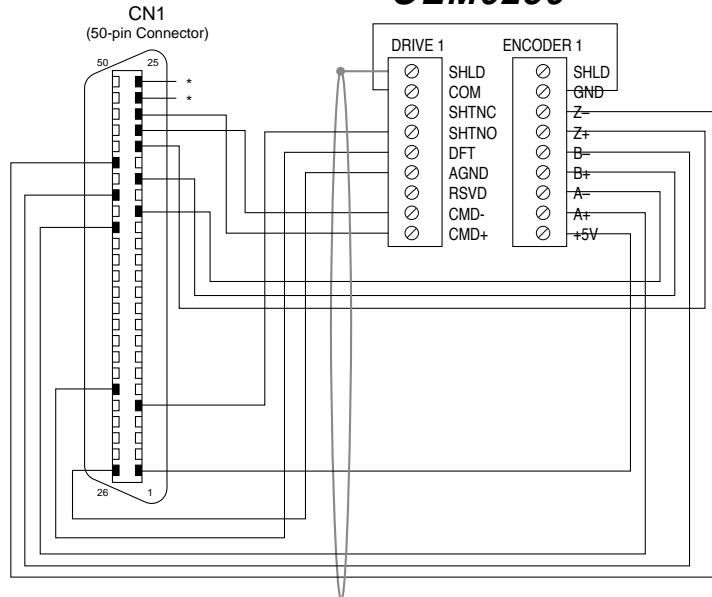 CN1
(50-pin Connector)
50
25
*
*
26
1
DRIVE 1
SHLD
COM
SHTNC
SHTNO
DFT
AGND
RSVD
CMD-
CMD+
ENCODER 1
SHLD
GND
Z–
Z+
B–
B+
A–
A+
+5V